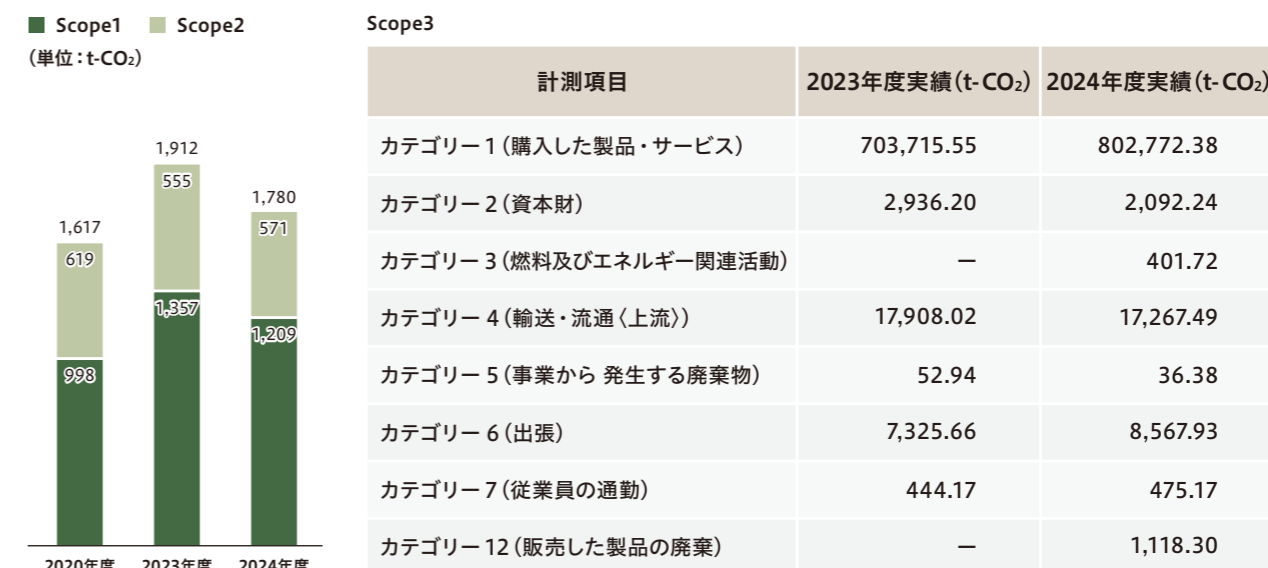 Scope1 Scope2
（単位：t-CO₂）
1,912
555
1,780
571
1,617
619
1,357
1,209
998
2020年度 2023年度 2024年度
Scope3
計測項目 2023年度実績（t-CO₂） 2024年度実績（t-CO₂）
カテゴリー1（購入した製品・サービス） 703,715.55 802,772.38
カテゴリー2（資本財） 2,936.20 2,092.24
カテゴリー3（燃料及びエネルギー関連活動） － 401.72
カテゴリー4（輸送・流通〈上流〉） 17,908.02 17,267.49
カテゴリー5（事業から 発生する廃棄物） 52.94 36.38
カテゴリー6（出張） 7,325.66 8,567.93
カテゴリー7（従業員の通勤） 444.17 475.17
カテゴリー12（販売した製品の廃棄） － 1,118.30